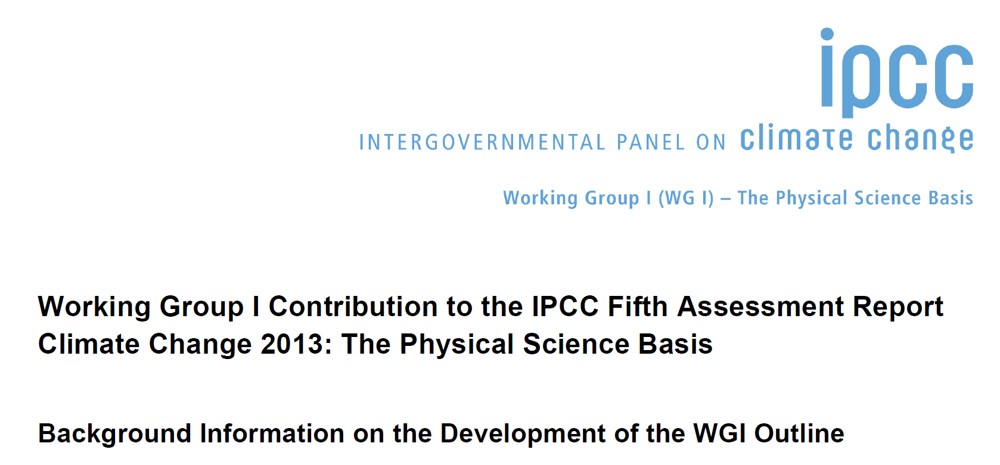 ipcc
INTERGOVERNMENTAL PANEL ON climate change
Working Group I (WG I) – The Physical Science Basis
Working Group I Contribution to the IPCC Fifth Assessment Report
Climate Change 2013: The Physical Science Basis
Background Information on the Development of the WGI Outline